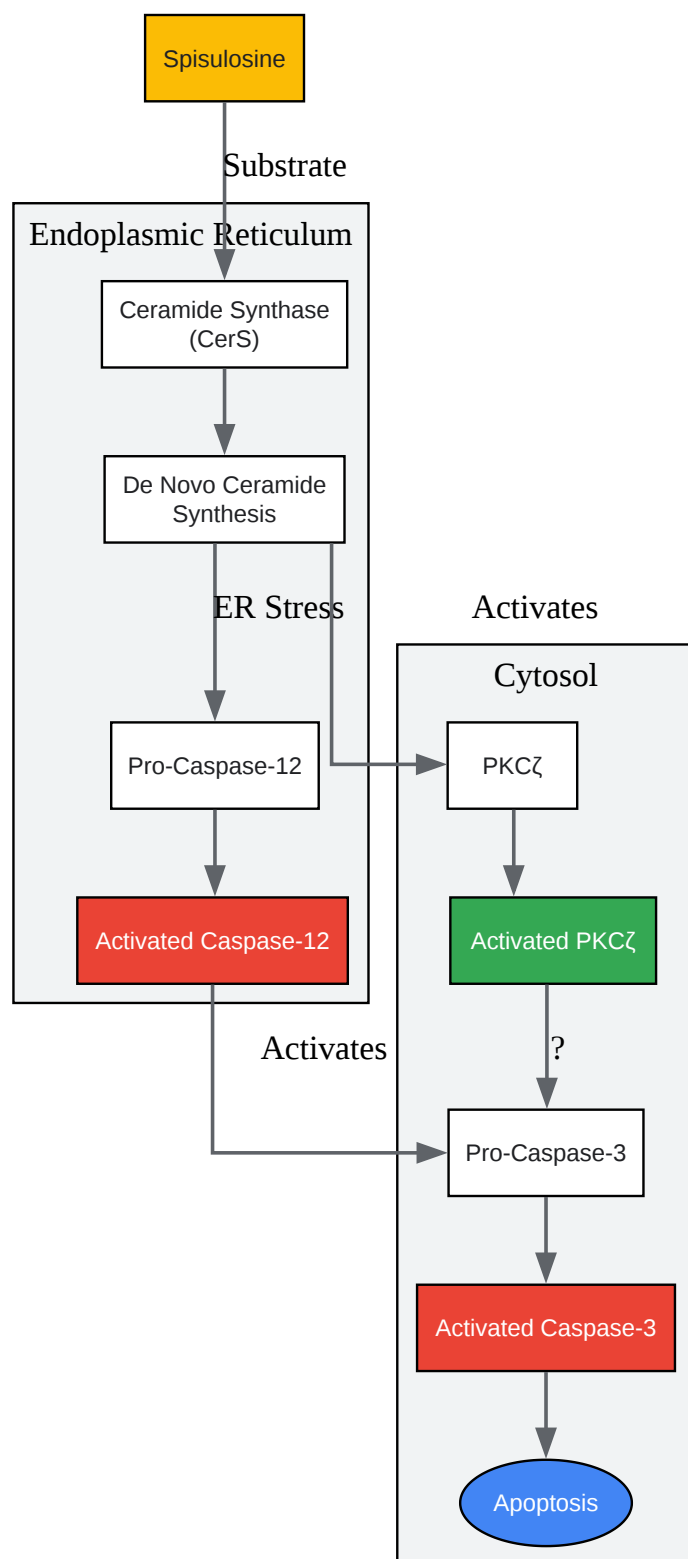 Spisulosine
Substrate
Endoplasmic Reticulum
Ceramide Synthase
(CerS)
De Novo Ceramide
Synthesis
ER Stress
Activates
Cytosol
Pro-Caspase-12
PKCζ
Activated Caspase-12
Activated PKCζ
Activates
?
Pro-Caspase-3
Activated Caspase-3
Apoptosis